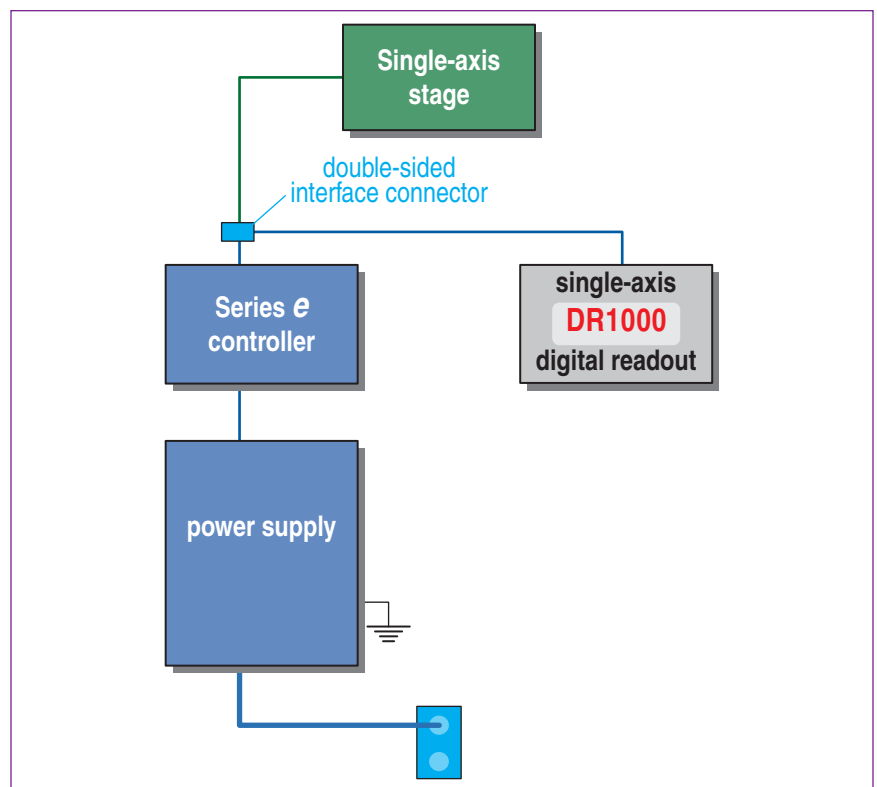 Single-axis
stage
double-sided
interface connector
Series e
controller
single-axis
DR1000
digital readout
power supply